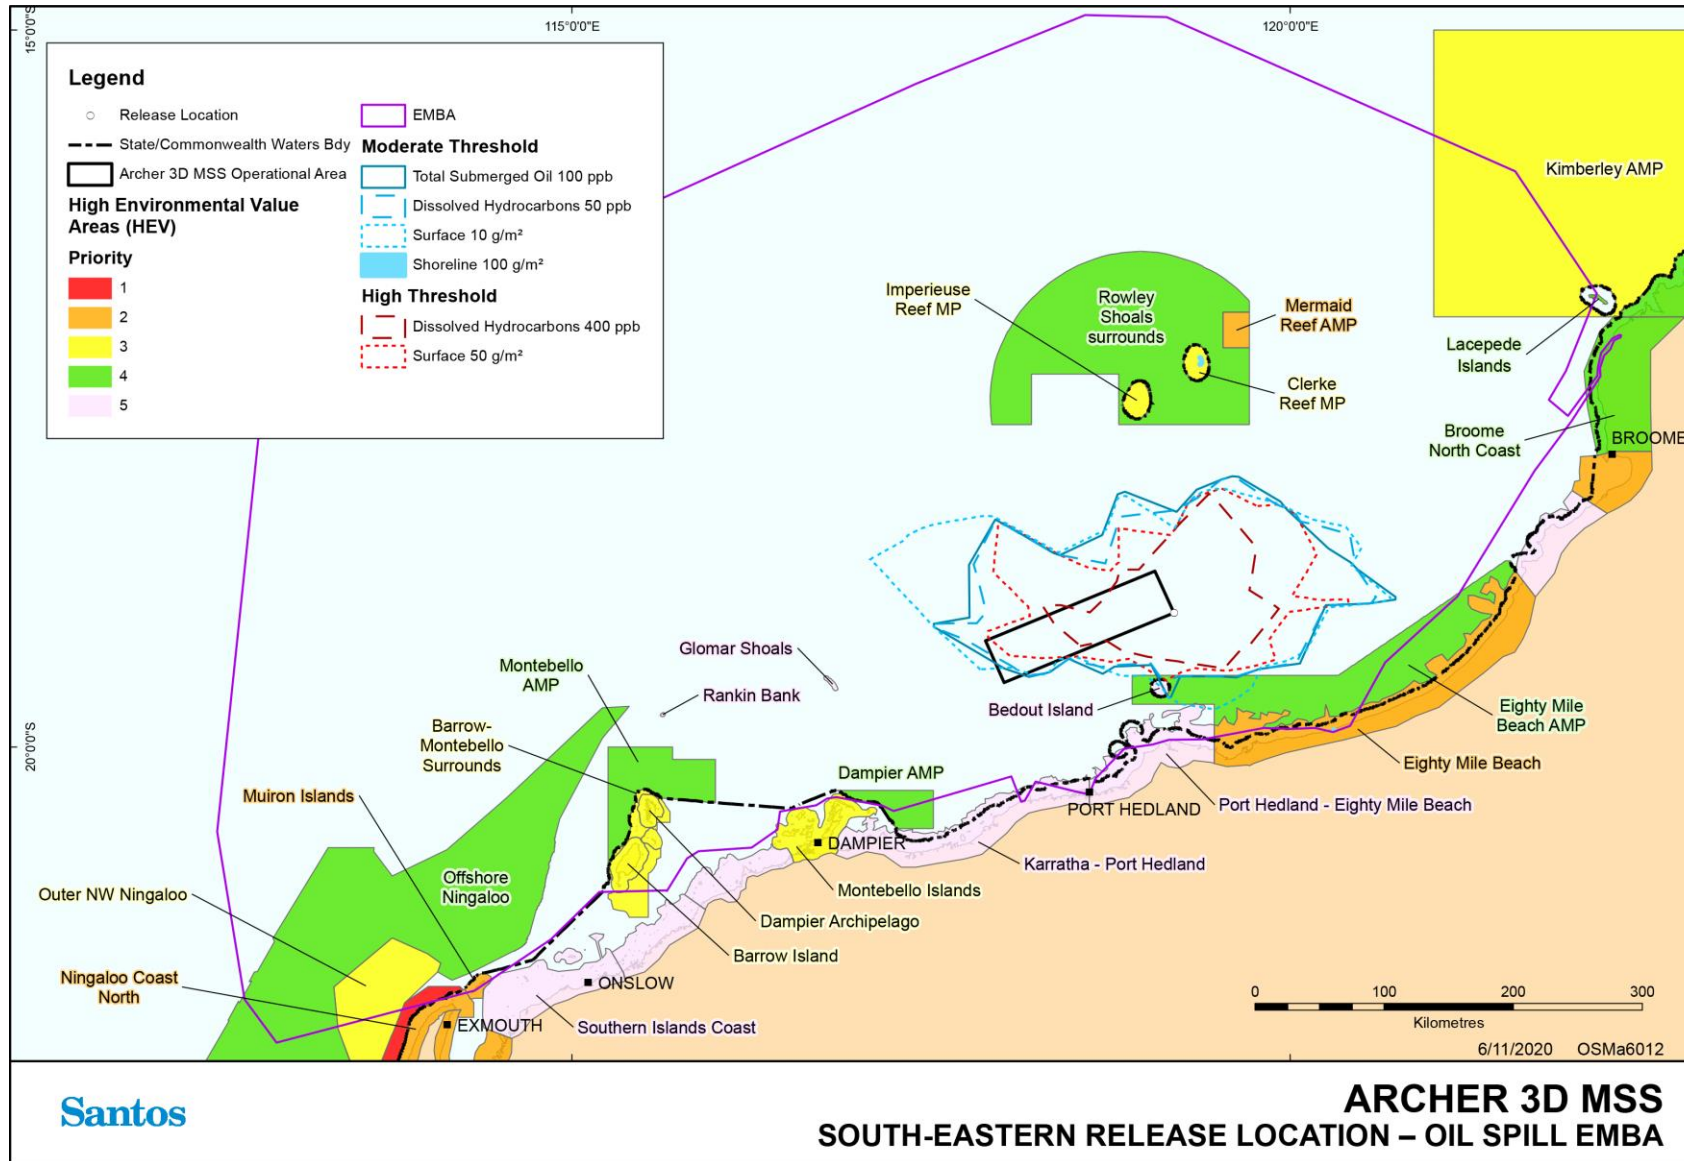 115°0'0"E
120°0'0"E
15°0'0"S
20°0'0"S
Legend
Release Location
State/Commonwealth Waters Bdy
Archer 3D MSS Operational Area
High Environmental Value
Areas (HEV)
Priority
1
2
3
4
5
EMBA
Moderate Threshold
Total Submerged Oil 100 ppb
Dissolved Hydrocarbons 50 ppb
Surface 10 g/m²
Shoreline 100 g/m²
High Threshold
Dissolved Hydrocarbons 400 ppb
Surface 50 g/m²
Kimberley AMP
Imperieuse
Reef MP
Rowley
Shoals
surrounds
Mermaid
Reef AMP
Clerke
Reef MP
Lacepede
Islands
Broome
North Coast
BROOME
Glomar Shoals
Rankin Bank
Montebello
AMP
Barrow-
Montebello
Surrounds
Muiron Islands
Offshore
Ningaloo
Outer NW Ningaloo
Ningaloo Coast
North
EXMOUTH
ONSLOW
Southern Islands Coast
Barrow Island
Dampier Archipelago
Montebello Islands
DAMPIER
Dampier AMP
Karratha - Port Hedland
PORT HEDLAND
Port Hedland - Eighty Mile Beach
Bedout Island
Eighty Mile
Beach AMP
Eighty Mile Beach
0 100 200 300
Kilometres
6/11/2020 OSMa6012
Santos
ARCHER 3D MSS
SOUTH-EASTERN RELEASE LOCATION – OIL SPILL EMBA